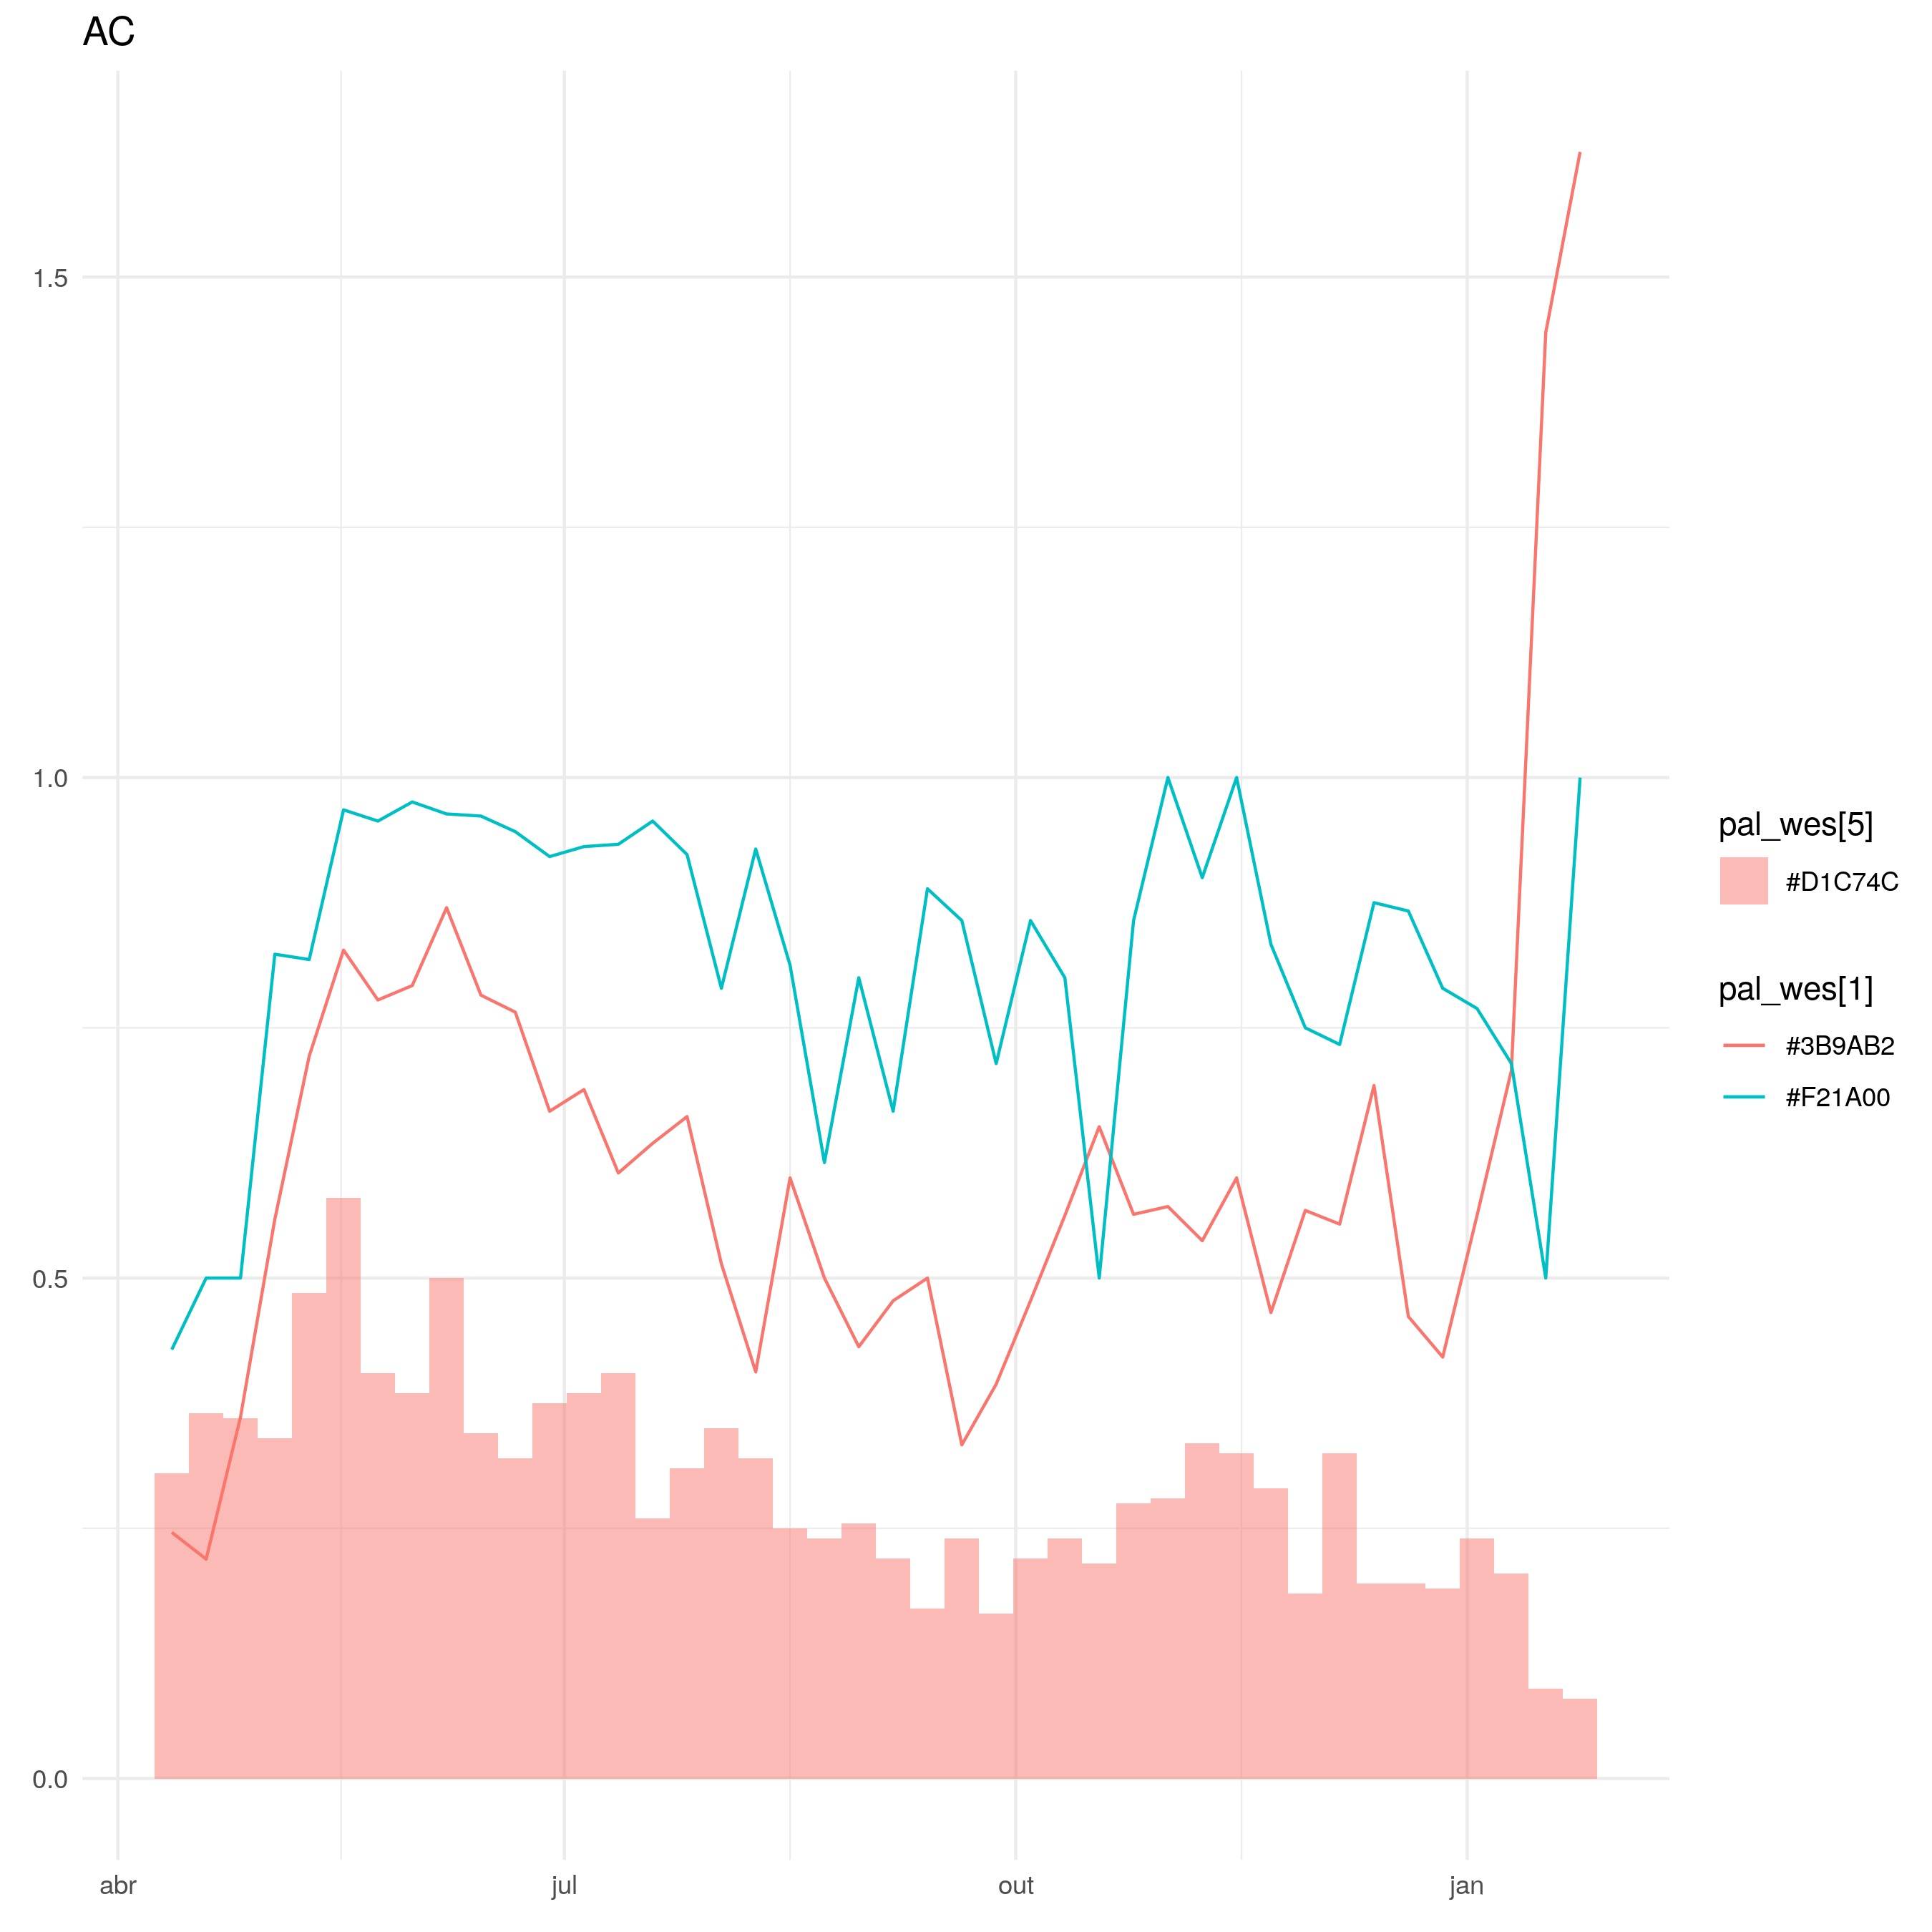 AC
1.5
1.0
0.5
0.0
abr
jul
out
jan
pal_wes[5]
#D1C74C
pal_wes[1]
#3B9AB2
#F21A00